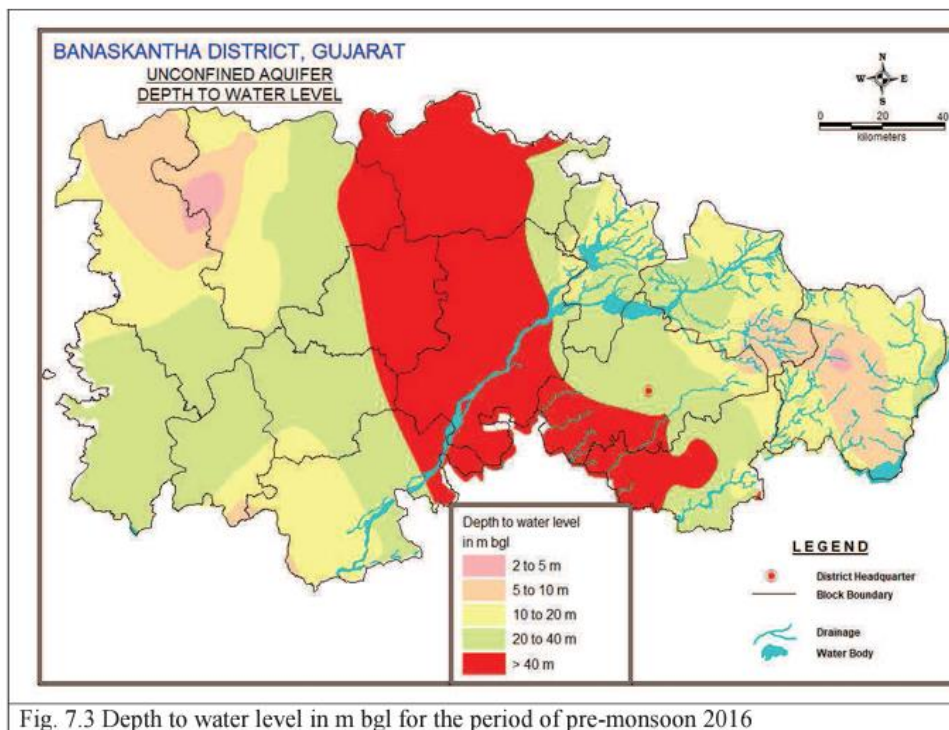 BANASKANTHA DISTRICT, GUJARAT
UNCONFINED AQUIFER
DEPTH TO WATER LEVEL
N
W E
S
0 20 40
kilometers
Depth to water level
in m bgl
2 to 5 m
5 to 10 m
10 to 20 m
20 to 40 m
> 40 m
LEGEND
District Headquarter
Block Boundary
Drainage
Water Body
Fig. 7.3 Depth to water level in m bgl for the period of pre-monsoon 2016